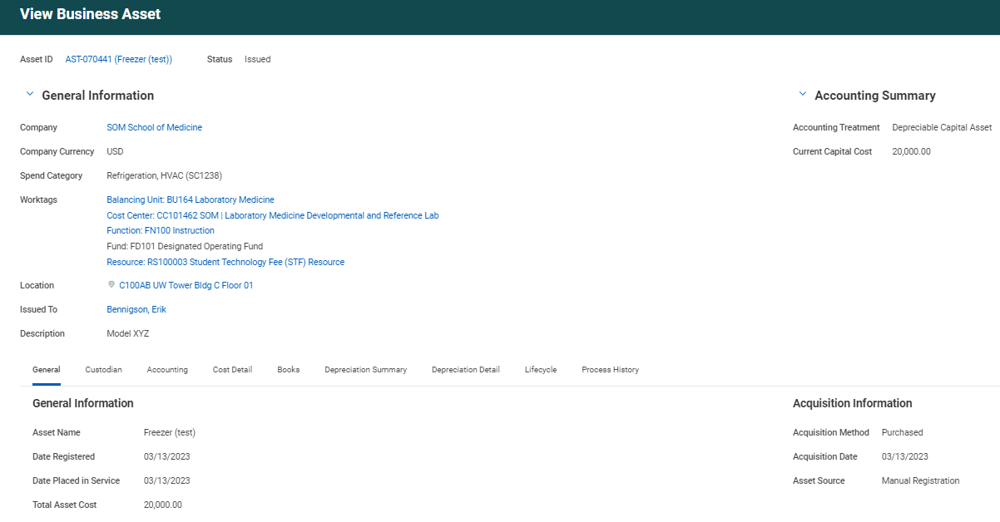 View Business Asset
Asset ID AST-070441 (Freezer (test)) Status Issued
General Information
Company SOM School of Medicine
Company Currency USD
Spend Category Refrigeration, HVAC (SC1238)
Worktags Balancing Unit: BU164 Laboratory Medicine
Cost Center: CC101462 SOM | Laboratory Medicine Developmental and Reference Lab
Function: FN100 Instruction
Fund: FD101 Designated Operating Fund
Resource: RS100003 Student Technology Fee (STF) Resource
Location C100AB UW Tower Bldg C Floor 01
Issued To Bennigson, Erik
Description Model XYZ
Accounting Summary
Accounting Treatment Depreciable Capital Asset
Current Capital Cost 20,000.00
General Custodian Accounting Cost Detail Books Depreciation Summary Depreciation Detail Lifecycle Process History
General Information
Asset Name Freezer (test)
Date Registered 03/13/2023
Date Placed in Service 03/13/2023
Total Asset Cost 20,000.00
Acquisition Information
Acquisition Method Purchased
Acquisition Date 03/13/2023
Asset Source Manual Registration